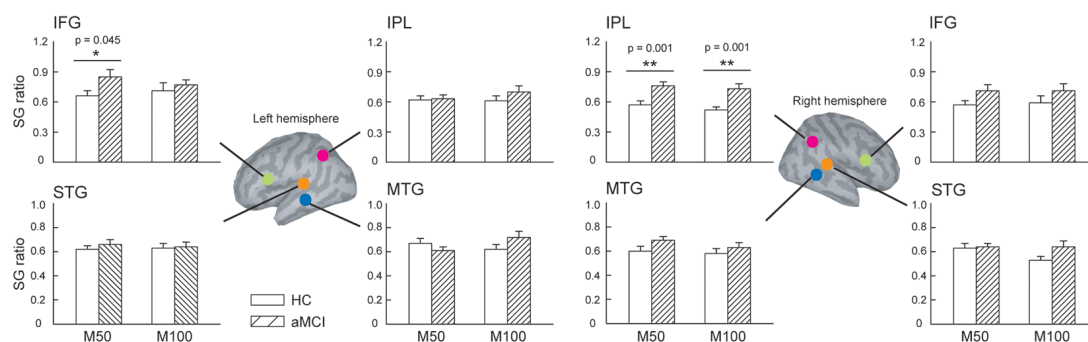 IFG
IPL
IPL
IFG
1.2
0.9
0.6
0.3
0
SG ratio
p = 0.045
*
1.2
0.9
0.6
0.3
0
1.2
0.9
0.6
0.3
0
p = 0.001
**
p = 0.001
**
1.2
0.9
0.6
0.3
0
Left hemisphere
Right hemisphere
STG
MTG
MTG
STG
1.0
0.8
0.6
0.4
0.2
0
SG ratio
M50 M100
HC
aMCI
1.0
0.8
0.6
0.4
0.2
0
M50 M100
1.0
0.8
0.6
0.4
0.2
0
M50 M100
1.0
0.8
0.6
0.4
0.2
0
M50 M100